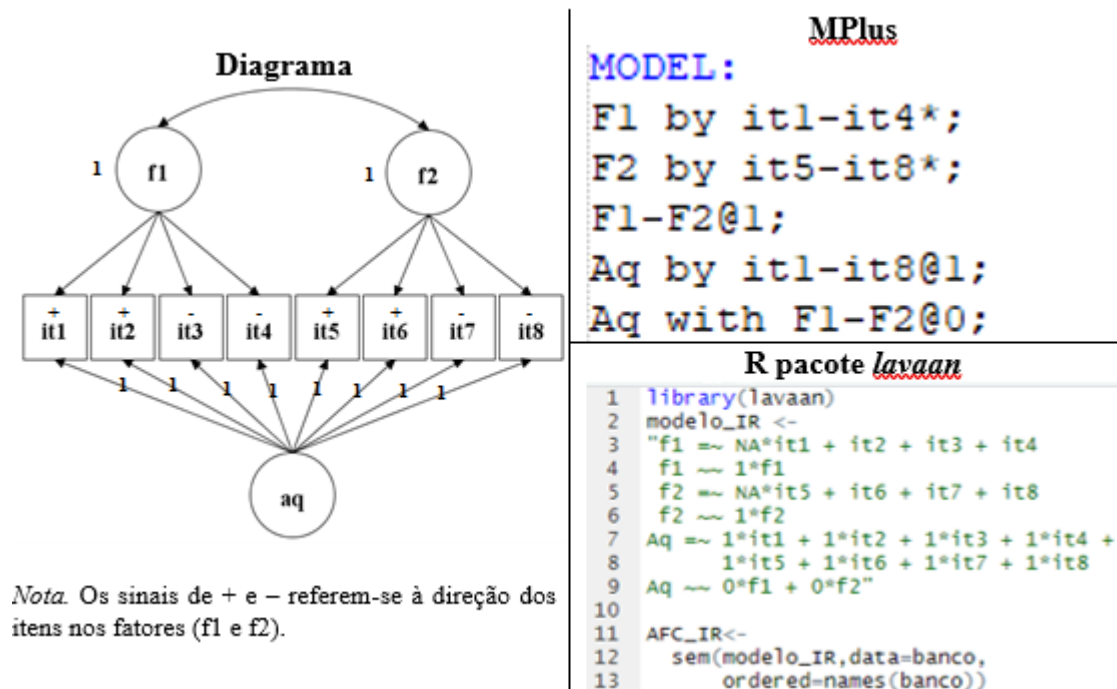 Diagrama
1
f1
1
f2
+ + - - + + - -
it1 it2 it3 it4 it5 it6 it7 it8
1 1 1 1 1 1 1 1
aq
Nota. Os sinais de + e – referem-se à direção dos
itens nos fatores (f1 e f2).
MPlus
MODEL:
F1 by it1-it4*;
F2 by it5-it8*;
F1-F2@1;
Aq by it1-it8@1;
Aq with F1-F2@0;
R pacote lavaan
1 library(lavaan)
2 modelo_IR <-
3 "f1 =~ NA*it1 + it2 + it3 + it4
4 f1 ~~ 1*f1
5 f2 =~ NA*it5 + it6 + it7 + it8
6 f2 ~~ 1*f2
7 Aq =~ 1*it1 + 1*it2 + 1*it3 + 1*it4 +
8 1*it5 + 1*it6 + 1*it7 + 1*it8
9 Aq ~~ 0*f1 + 0*f2"
10
11 AFC_IR<-
12 sem(modelo_IR,data=banco,
13 ordered=names(banco))